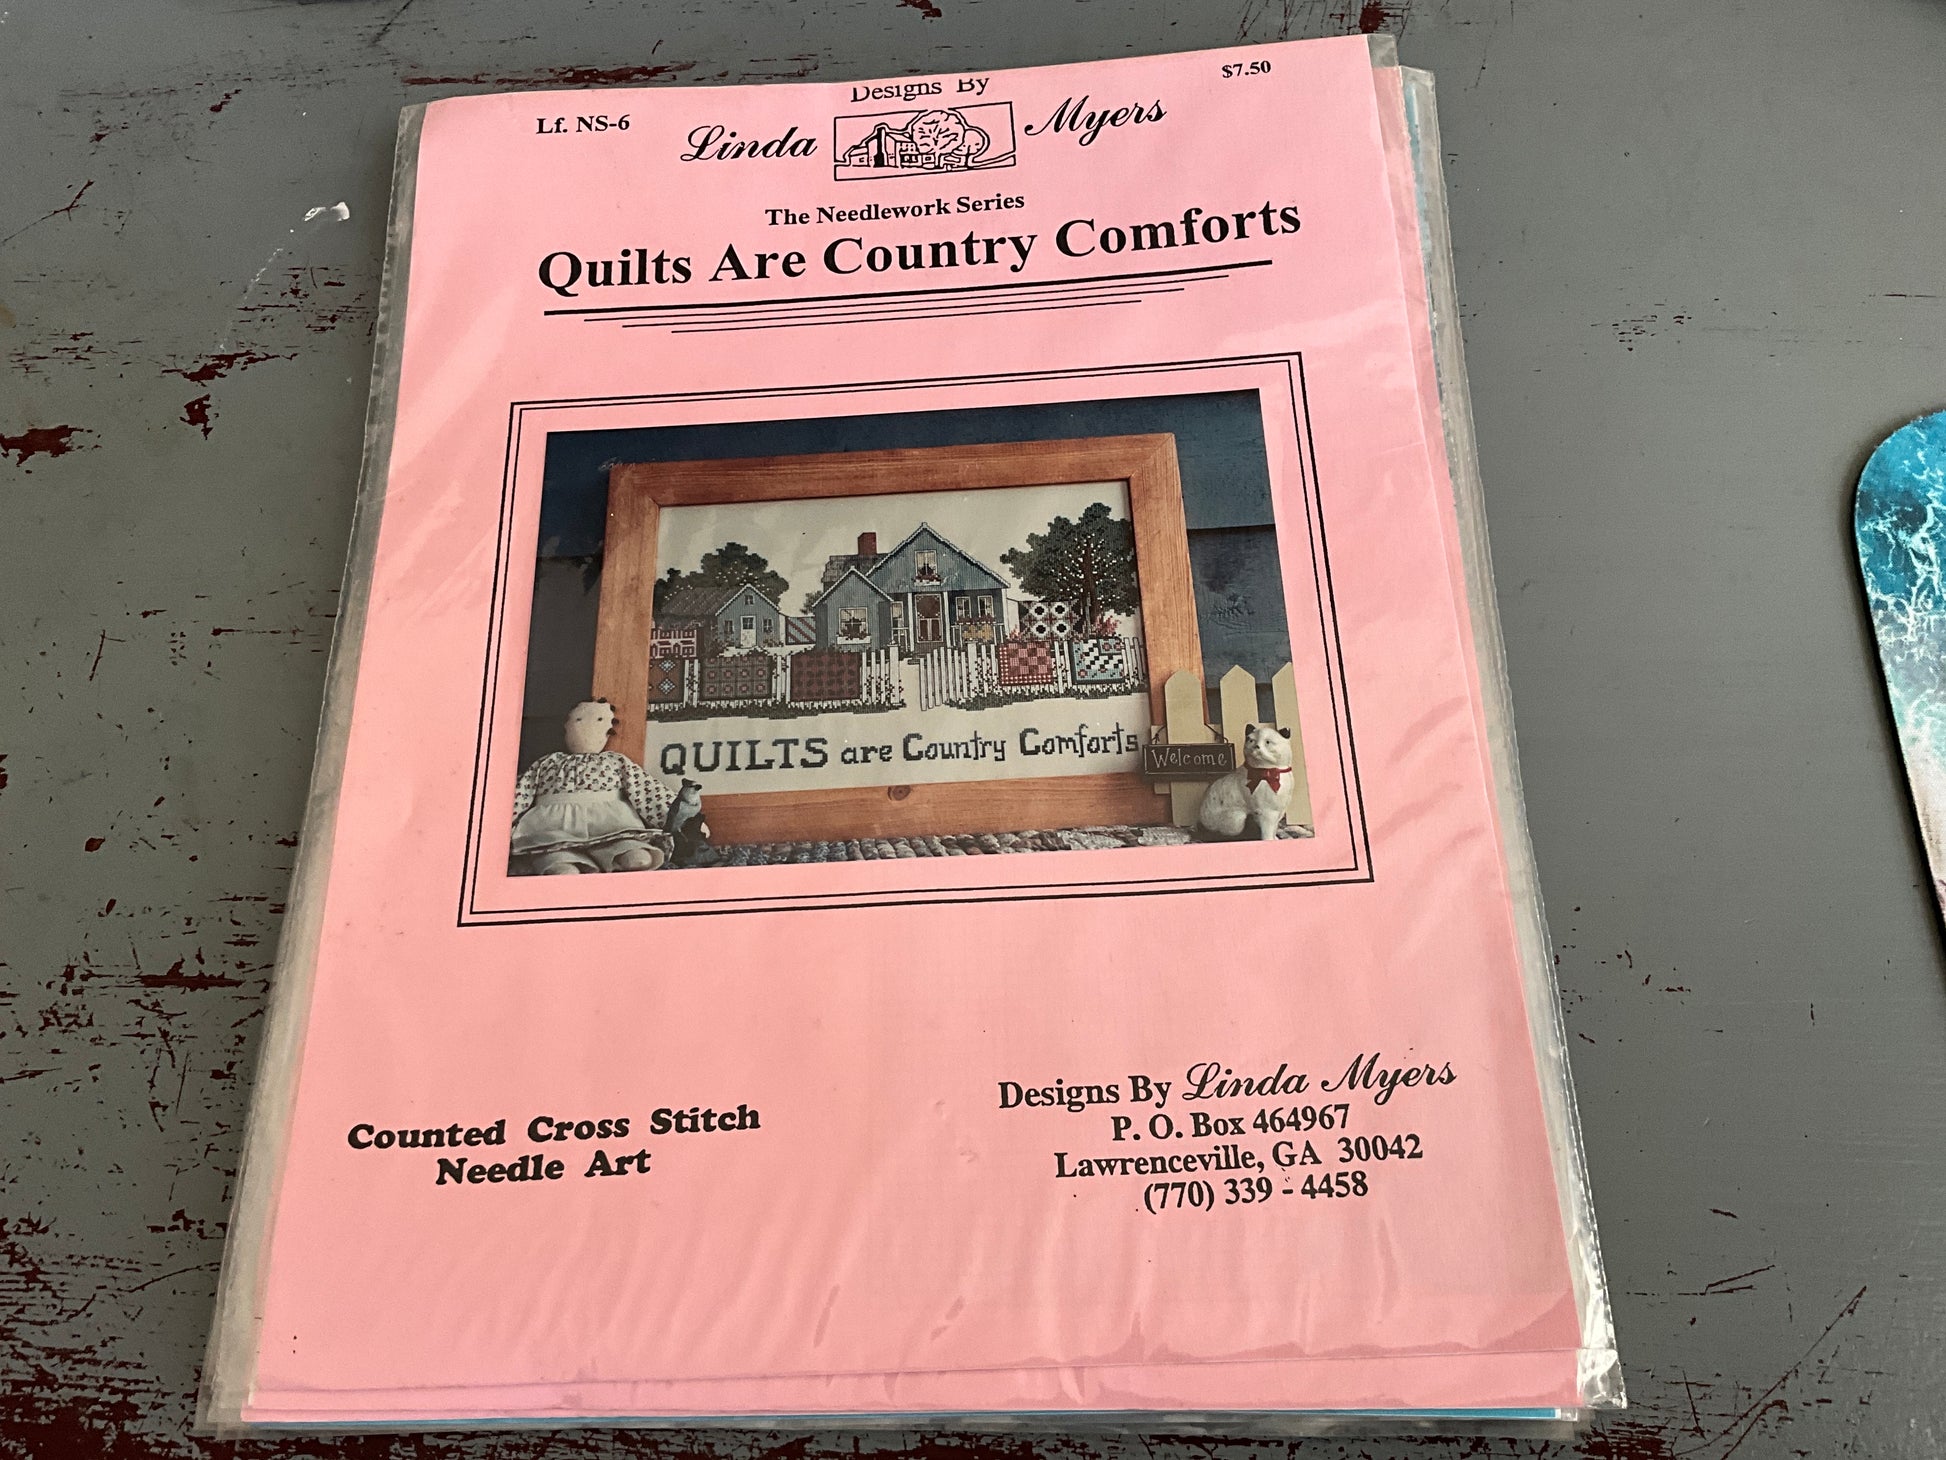 $7.50
Lf. NS-6
Designs By
Linda Myers
The Needlework Series
Quilts Are Country Comforts
QUILTS are Country Comforts
Welcome
Counted Cross Stitch
Needle Art
Designs By Linda Myers
P. O. Box 464967
Lawrenceville, GA 30042
(770) 339 - 4458